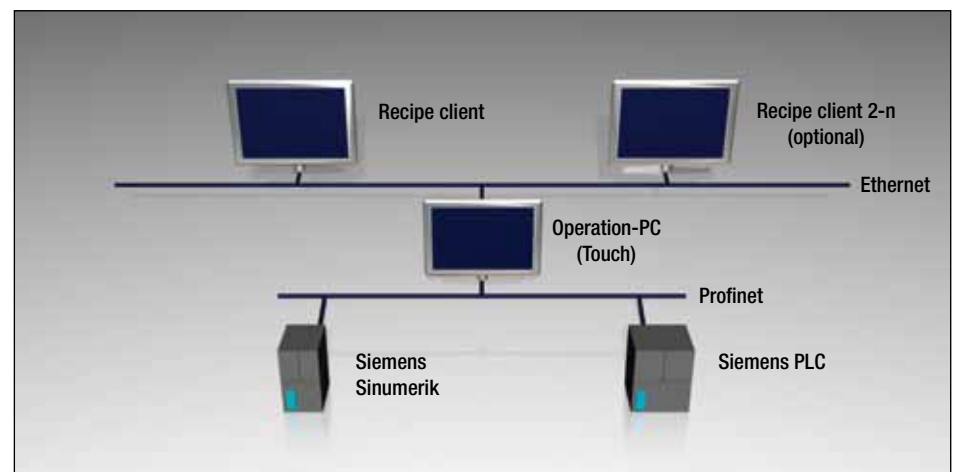 Recipe client
Recipe client 2-n
(optional)
Ethernet
Operation-PC
(Touch)
Profinet
Siemens
Sinumerik
Siemens PLC